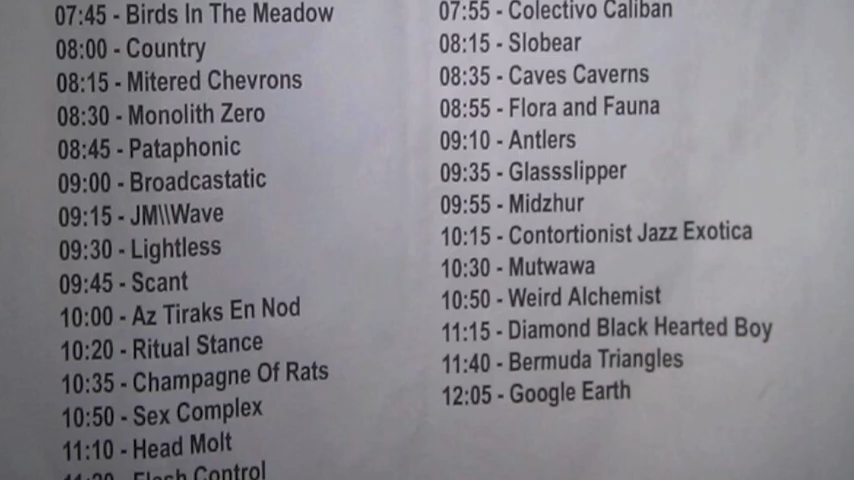 07:45 - Birds In The Meadow
08:00 - Country
08:15 - Mitered Chevrons
08:30 - Monolith Zero
08:45 - Pataphonic
09:00 - Broadcastatic
09:15 - JM\\Wave
09:30 - Lightless
09:45 - Scant
10:00 - Az Tiraks En Nod
10:20 - Ritual Stance
10:35 - Champagne Of Rats
10:50 - Sex Complex
11:10 - Head Molt
Control
07:55 - Colectivo Caliban
08:15 - Slobear
08:35 - Caves Caverns
08:55 - Flora and Fauna
09:10 - Antlers
09:35 - Glassslipper
09:55 - Midzhur
10:15 - Contortionist Jazz Exotica
10:30 - Mutwawa
10:50 - Weird Alchemist
11:15 - Diamond Black Hearted Boy
11:40 - Bermuda Triangles
12:05 - Google Earth